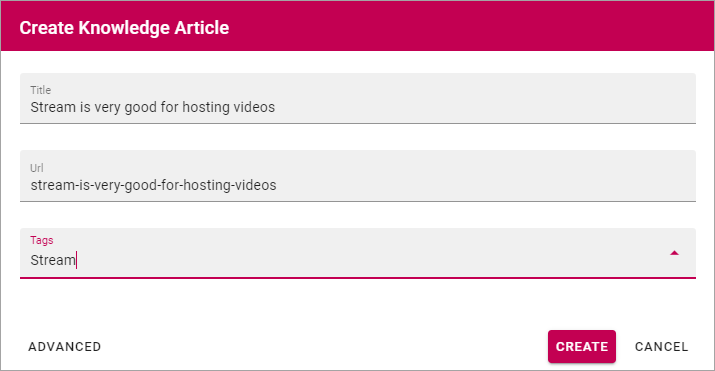 Create Knowledge Article
Title
Stream is very good for hosting videos
Url
stream-is-very-good-for-hosting-videos
Tags
Stream
ADVANCED CREATE CANCEL